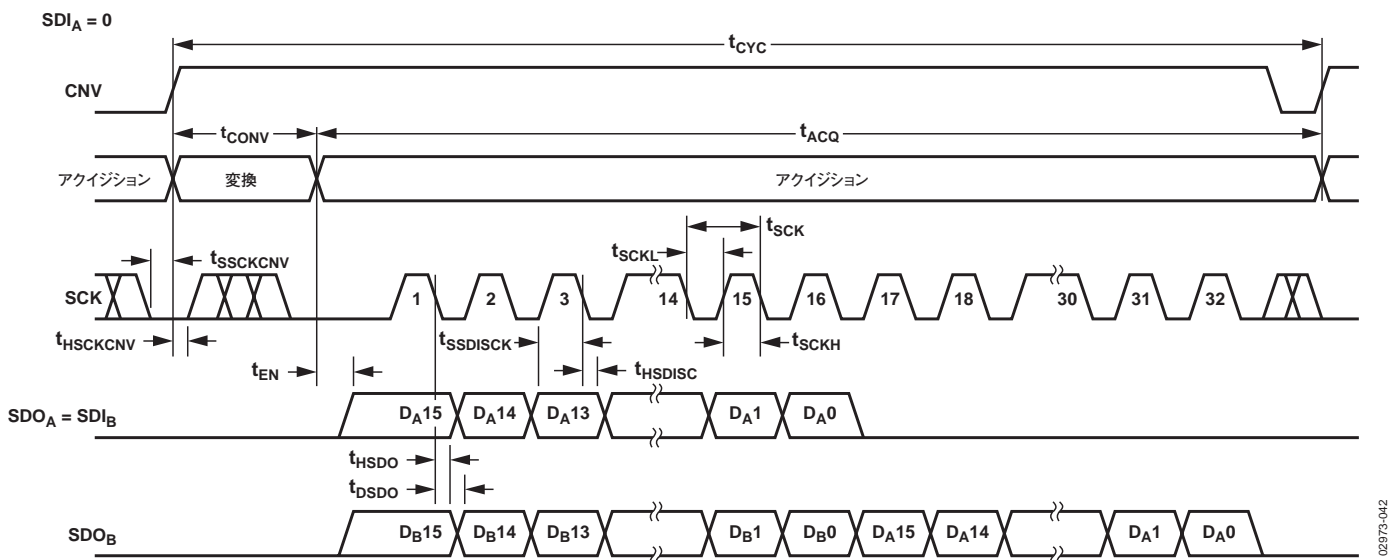 SDIA = 0
tCYC
CNV
tCONV
tACQ
アクイジション
変換
アクイジション
tSCK
tSCKL
tSSCKCNV
SCK
1
2
3
14
15
16
17
18
30
31
32
tHSCKCNV
tSSDISCK
tSCKH
tEN
tHSDISC
SDOA = SDIB
DA15
DA14
DA13
DA1
DA0
tHSDO
tDSDO
SDOB
DB15
DB14
DB13
DB1
DB0
DA15
DA14
DA1
DA0
02973-042